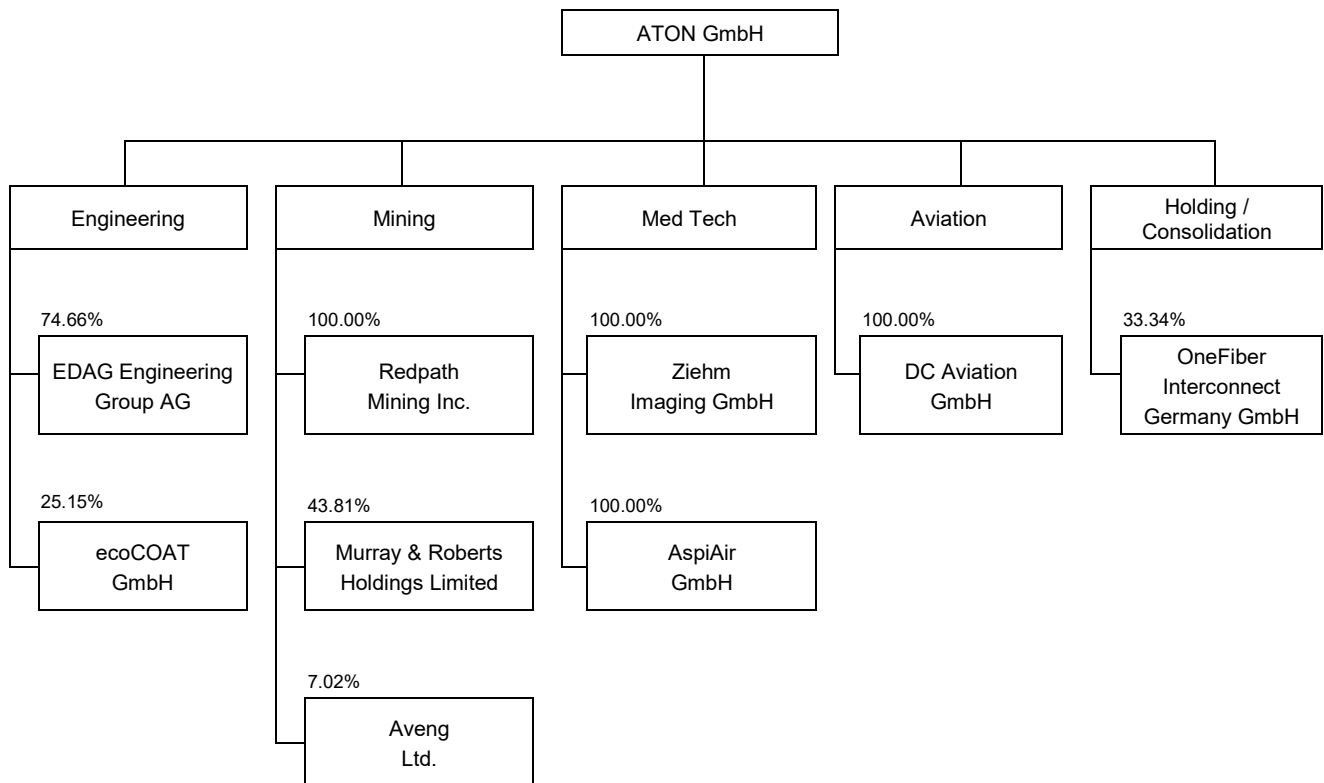 ATON GmbH
Engineering
Mining
Med Tech
Aviation
Holding /
Consolidation
74.66%
EDAG Engineering
Group AG
25.15%
ecoCOAT
GmbH
100.00%
Redpath
Mining Inc.
43.81%
Murray & Roberts
Holdings Limited
7.02%
Aveng
Ltd.
100.00%
Ziehm
Imaging GmbH
100.00%
AspiAir
GmbH
100.00%
DC Aviation
GmbH
33.34%
OneFiber
Interconnect
Germany GmbH